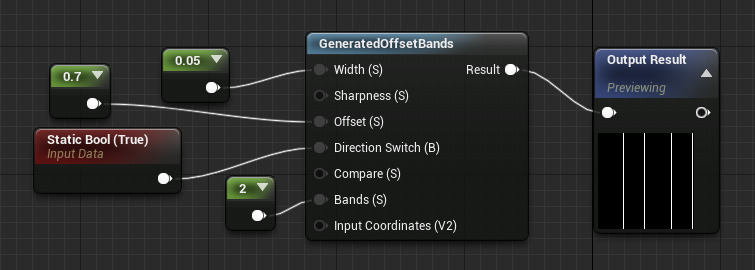 0.7
0.05
Static Bool (True)
Input Data
2
GeneratedOffsetBands
Width (S)
Result
Sharpness (S)
Offset (S)
Direction Switch (B)
Compare (S)
Bands (S)
Input Coordinates (V2)
Output Result
Previewing